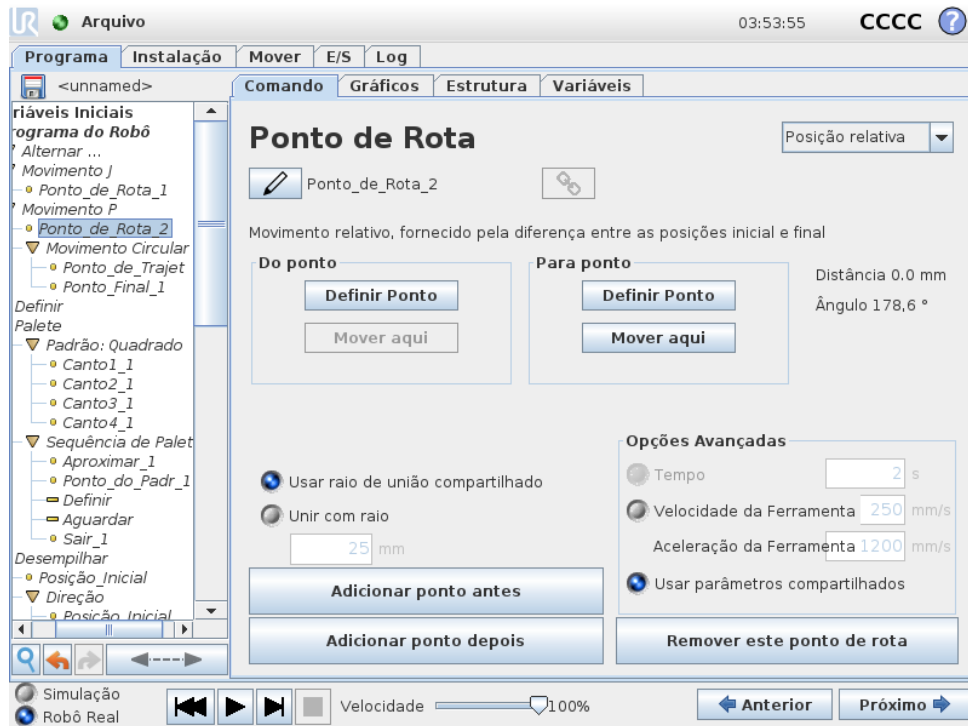 UR Arquivo 03:53:55 CCCC ?
Programa Instalação Mover E/S Log
<unnamed> Comando Gráficos Estrutura Variáveis
riáveis Iniciais
rograma do Robô
Alternar ...
Movimento J
Ponto_de_Rota_1
Movimento P
Ponto_de_Rota_2
Movimento Circular
Ponto_de_Trajet
Ponto_Final_1
Definir
Palete
Padrão: Quadrado
Canto1_1
Canto2_1
Canto3_1
Canto4_1
Sequência de Palet
Aproximar_1
Ponto_do_Padr_1
Definir
Aguardar
Sair_1
Desempilhar
Posição_Inicial
Direção
Posição_Inicial
Ponto de Rota
Posição relativa
Ponto_de_Rota_2
Movimento relativo, fornecido pela diferença entre as posições inicial e final
Do ponto
Definir Ponto
Mover aqui
Para ponto
Definir Ponto
Mover aqui
Distância 0.0 mm
Ângulo 178,6 °
Usar raio de união compartilhado
Unir com raio
25 mm
Opções Avançadas
Tempo 2 s
Velocidade da Ferramenta 250 mm/s
Aceleração da Ferramenta 1200 mm/s
Usar parâmetros compartilhados
Adicionar ponto antes
Adicionar ponto depois
Remover este ponto de rota
Simulação
Robô Real
Velocidade 100%
Anterior
Próximo